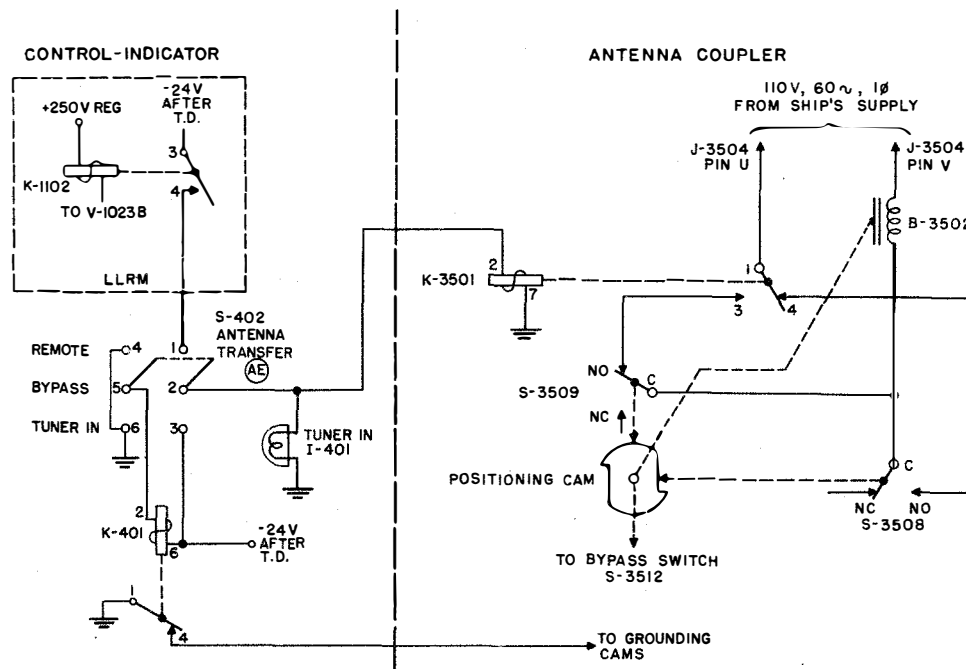 CONTROL-INDICATOR
ANTENNA COUPLER
-24V
AFTER
T.D.
+250V REG
3
K-1102
4
TO V-1023B
LLRM
110V, 60~, 1ø
FROM SHIP'S SUPPLY
J-3504
PIN U
J-3504
PIN V
B-3502
2
K-3501
7
1
3
4
S-402
ANTENNA
TRANSFER
AE
REMOTE
4
1
BYPASS
5
2
TUNER IN
6
3
TUNER IN
I-401
NO
C
S-3509
NC
POSITIONING CAM
C
NC
NO
S-3508
TO BYPASS SWITCH
S-3512
2
K-401
6
-24V
AFTER
T.D.
1
4
TO GROUNDING
CAMS